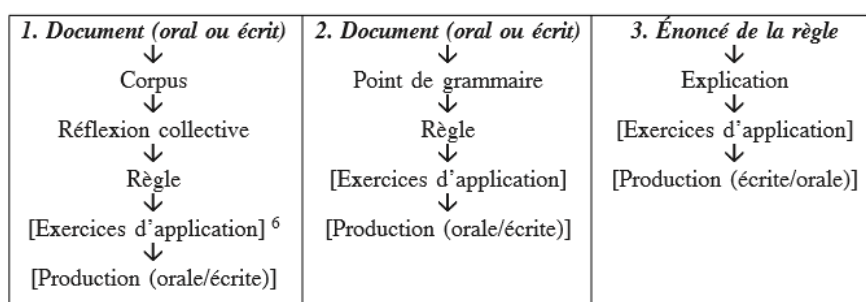 1. Document (oral ou écrit)
Corpus
Réflexion collective
Règle
[Exercices d'application] 6
[Production (orale/écrite)]
2. Document (oral ou écrit)
Point de grammaire
Règle
[Exercices d'application]
[Production (orale/écrite)]
3. Énoncé de la règle
Explication
[Exercices d'application]
[Production (écrite/orale)]